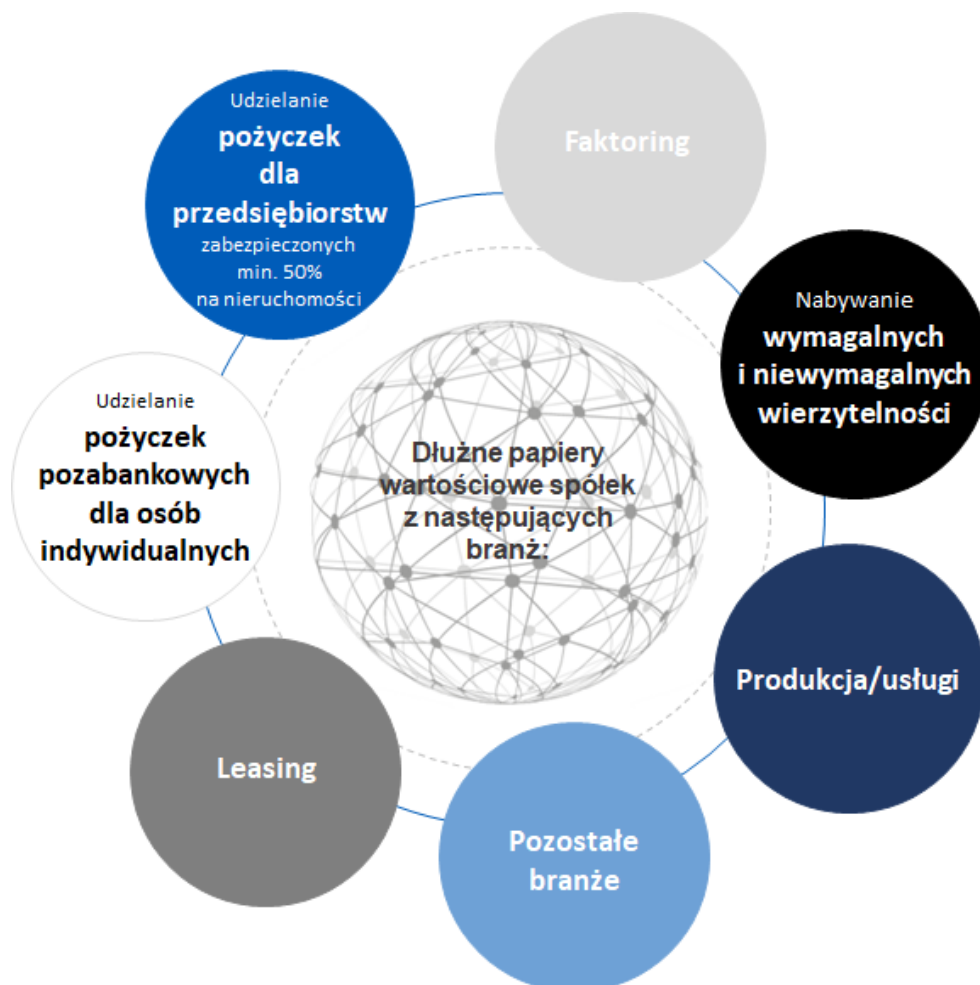 Udzielanie
pożyczek
dla
przedsiębiorstw
zabezpieczonych
min. 50%
na nieruchomości
Faktoring
Nabywanie
wymagalnych
i niewymagalnych
wierzytelności
Udzielanie
pożyczek
pozabankowych
dla osób
indywidualnych
Dłużne papiery
wartościowe spółek
z następujących
branż:
Produkcja/usługi
Leasing
Pozostałe
branże